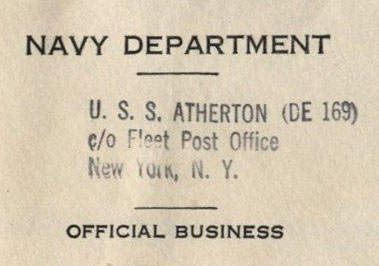 NAVY DEPARTMENT
U. S. S. ATHERTON (DE 169)
c/o Fleet Post Office
New York, N. Y.
OFFICIAL BUSINESS